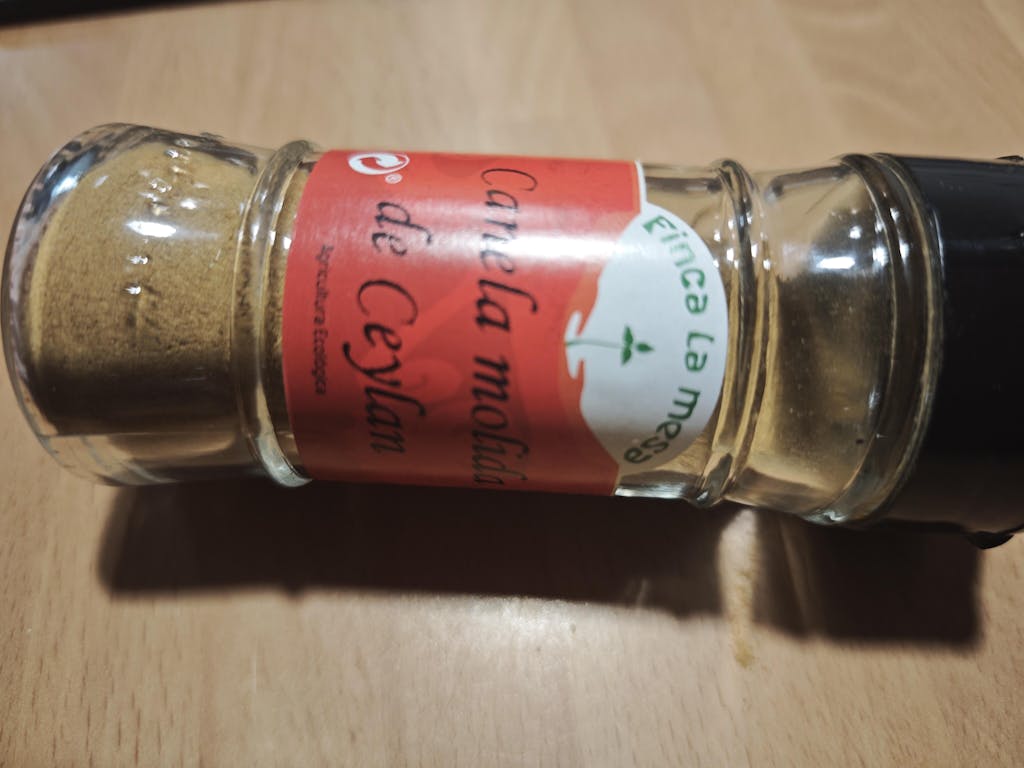 Finca la mesa
Canela molida
de Ceylan
®
Agricultura Ecológica